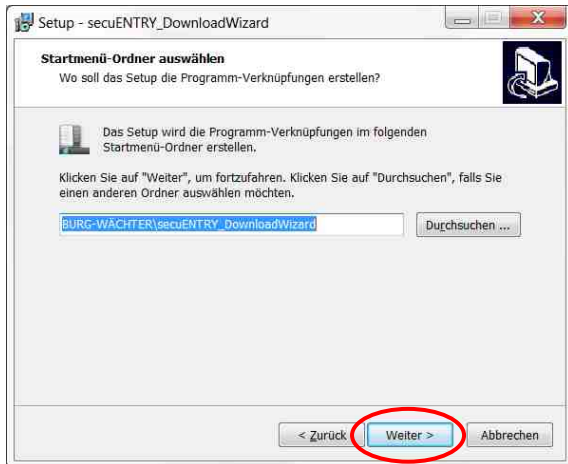 Setup - secuENTRY_DownloadWizard
Startmenü-Ordner auswählen
Wo soll das Setup die Programm-Verknüpfungen erstellen?
Das Setup wird die Programm-Verknüpfungen im folgenden
Startmenü-Ordner erstellen.
Klicken Sie auf "Weiter", um fortzufahren. Klicken Sie auf "Durchsuchen", falls Sie
einen anderen Ordner auswählen möchten.
BURG-WÄCHTER\secuENTRY_DownloadWizard
Durchsuchen ...
< Zurück
Weiter >
Abbrechen